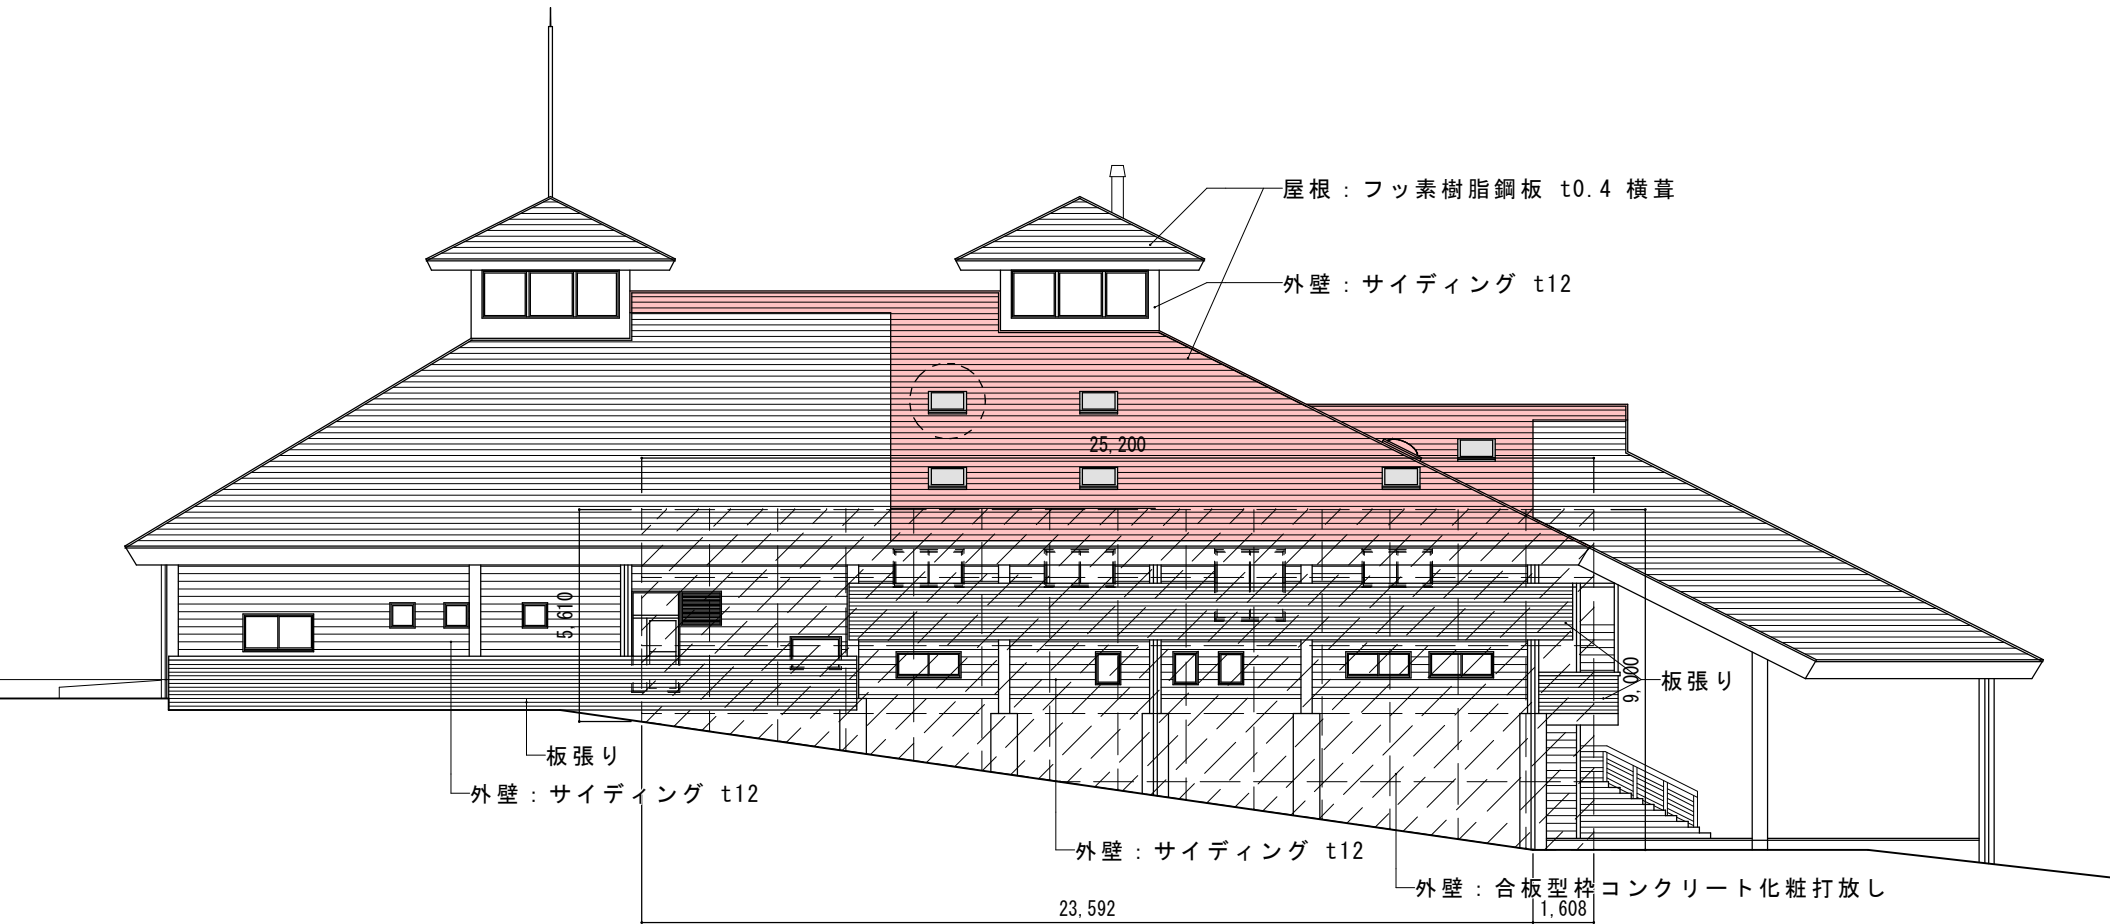 屋根：フッ素樹脂鋼板 t0.4 横葺
外壁：サイディング t12
25,200
5,610
9,000
板張り
板張り
外壁：サイディング t12
外壁：サイディング t12
外壁：合板型枠コンクリート化粧打放し
23,592
1,608